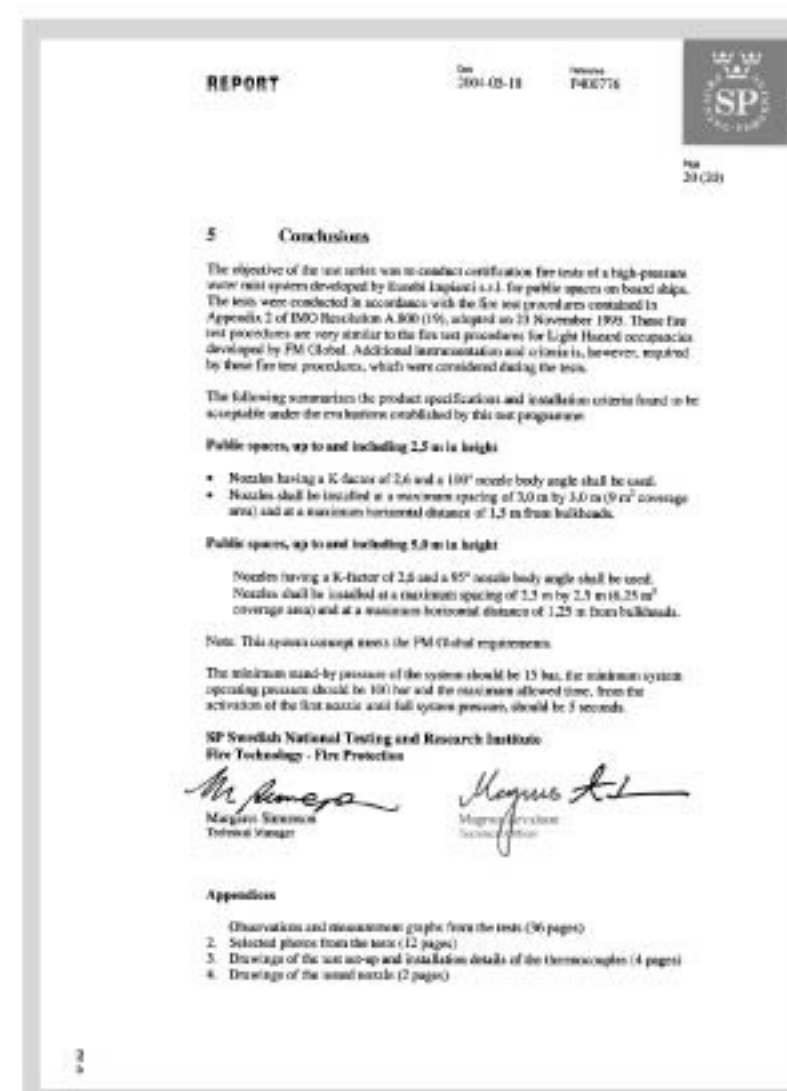 REPORT
Date
Reference
P400776
SP
Page
20 (20)
5 Conclusions
The objective of the test series was to conduct certification fire tests of a high-pressure
water mist system developed by Impianti s.r.l. for public spaces on board ships.
The tests were conducted in accordance with the fire test procedures contained in
Appendix 2 of IMO Resolution A.800 (19), adopted on 23 November 1995. These fire
test procedures are very similar to the fire test procedures for Light Hazard occupancies
developed by FM Global. Additional instrumentation and criteria is, however, required
by these fire test procedures, which were considered during the tests.
The following summarizes the product specifications and installation criteria found to be
acceptable under the evaluations established by this test programme
Public spaces, up to and including 2,5 m in height
• Nozzles having a K-factor of 2,6 and a 100° nozzle body angle shall be used.
• Nozzles shall be installed at a maximum spacing of 3,0 m by 3,0 m (9 m² coverage
area) and at a maximum horizontal distance of 1,5 m from bulkheads.
Public spaces, up to and including 5,0 m in height
Nozzles having a K-factor of 2,6 and a 95° nozzle body angle shall be used.
Nozzles shall be installed at a maximum spacing of 2,5 m by 2,5 m (6,25 m²
coverage area) and at a maximum horizontal distance of 1,25 m from bulkheads.
Note: This system concept meets the FM Global requirements.
The minimum stand-by pressure of the system should be 15 bar, the minimum system
operating pressure should be 100 bar and the maximum allowed time, from the
activation of the first nozzle until full system pressure, should be 5 seconds.
SP Swedish National Testing and Research Institute
Fire Technology - Fire Protection
Margaret Simonson
Technical Manager
Magnus
Appendices
Observations and measurement graphs from the tests (36 pages)
2. Selected photos from the tests (12 pages)
3. Drawings of the test set-up and installation details of the thermocouples (4 pages)
4. Drawings of the tested nozzle (2 pages)